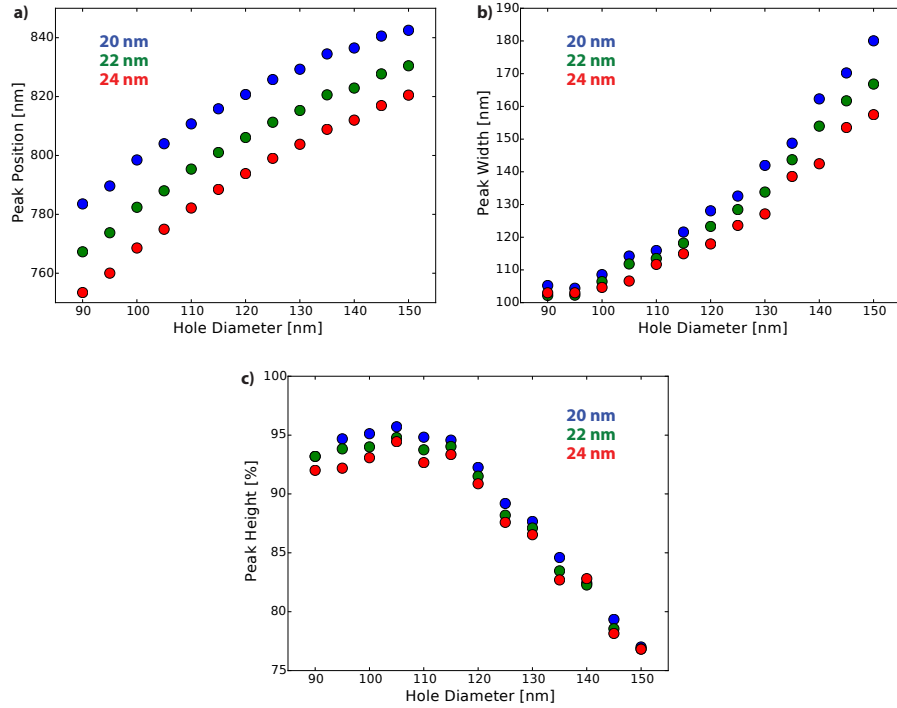 a)
20 nm
22 nm
24 nm
Peak Position [nm]
840
820
800
780
760
90 100 110 120 130 140 150
Hole Diameter [nm]
b)
20 nm
22 nm
24 nm
Peak Width [nm]
190
180
170
160
150
140
130
120
110
100
90 100 110 120 130 140 150
Hole Diameter [nm]
c)
20 nm
22 nm
24 nm
Peak Height [%]
100
95
90
85
80
75
90 100 110 120 130 140 150
Hole Diameter [nm]